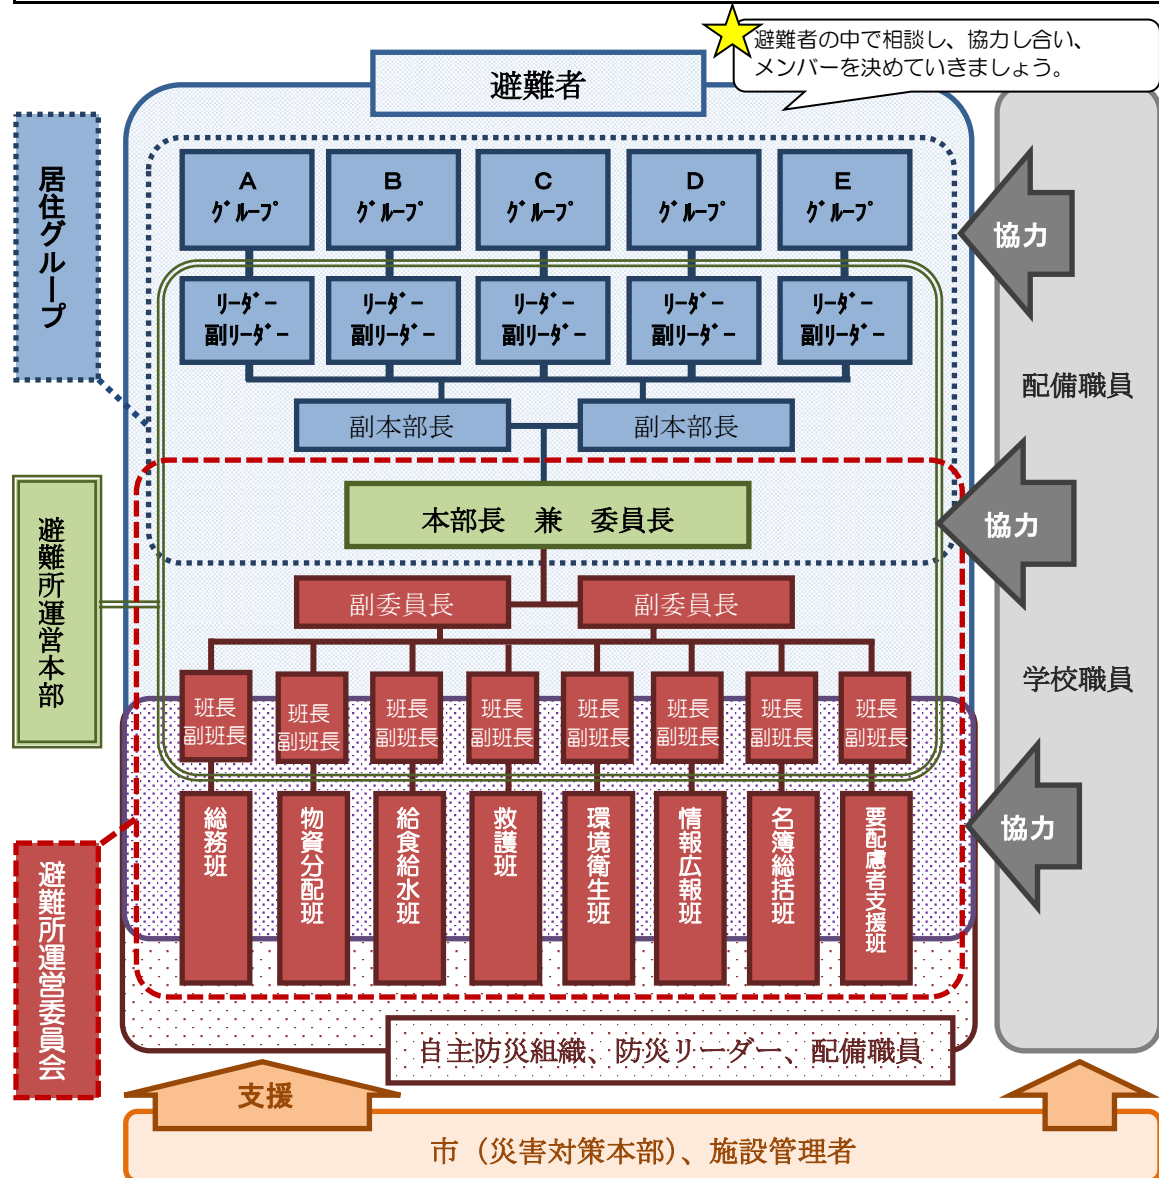 避難者の中で相談し、協力し合い、
メンバーを決めていきましょう。
避難者
居住グループ
A
ｸﾞﾙｰﾌﾟ
B
ｸﾞﾙｰﾌﾟ
C
ｸﾞﾙｰﾌﾟ
D
ｸﾞﾙｰﾌﾟ
E
ｸﾞﾙｰﾌﾟ
協力
ﾘｰﾀﾞｰ
副ﾘｰﾀﾞｰ
ﾘｰﾀﾞｰ
副ﾘｰﾀﾞｰ
ﾘｰﾀﾞｰ
副ﾘｰﾀﾞｰ
ﾘｰﾀﾞｰ
副ﾘｰﾀﾞｰ
ﾘｰﾀﾞｰ
副ﾘｰﾀﾞｰ
配備職員
副本部長
副本部長
避難所運営本部
本部長　兼　委員長
協力
副委員長
副委員長
学校職員
班長
副班長
班長
副班長
班長
副班長
班長
副班長
班長
副班長
班長
副班長
班長
副班長
班長
副班長
協力
避難所運営委員会
総務班
物資分配班
給食給水班
救護班
環境衛生班
情報広報班
名簿総括班
要配慮者支援班
自主防災組織、防災リーダー、配備職員
支援
市（災害対策本部）、施設管理者